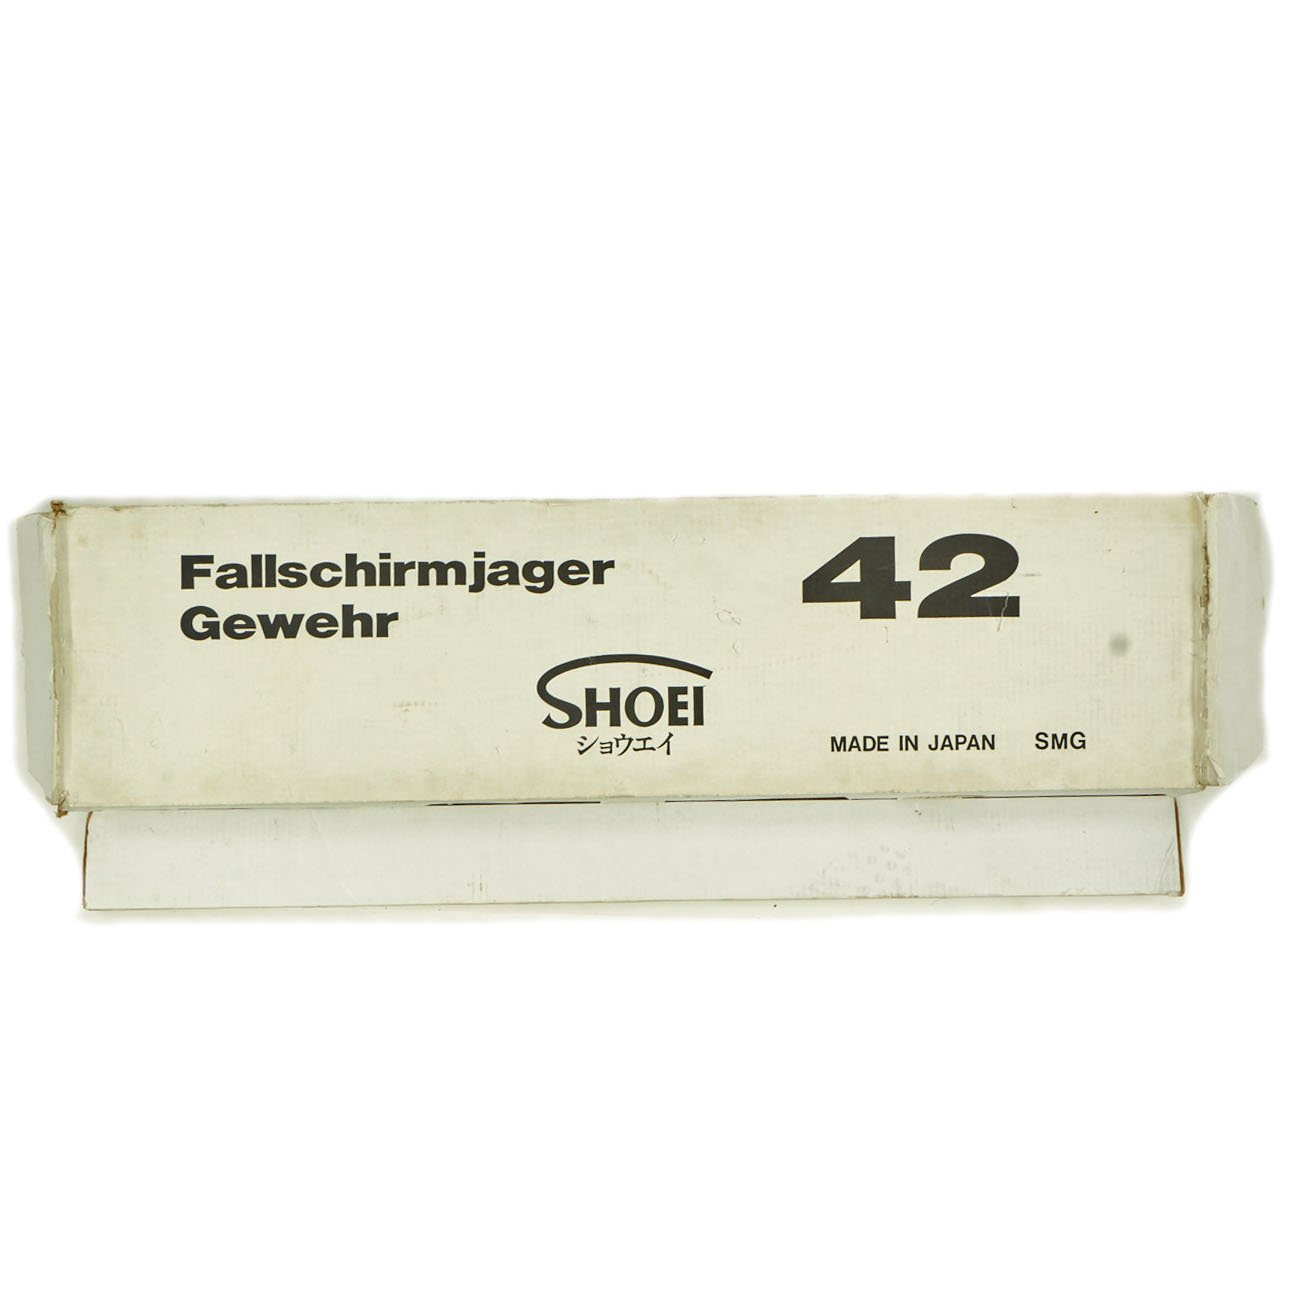 Fallschirmjager
Gewehr
42
SHOEI
ショウエイ
MADE IN JAPAN SMG